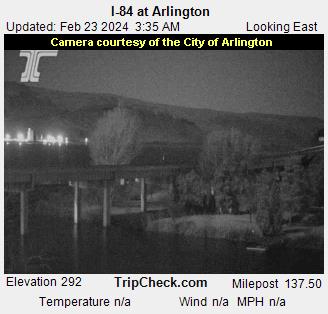 I-84 at Arlington
Updated: Feb 23 2024 3:35 AM Looking East
Camera courtesy of the City of Arlington
Elevation 292 TripCheck.com Milepost 137.50
Temperature n/a Wind n/a MPH n/a